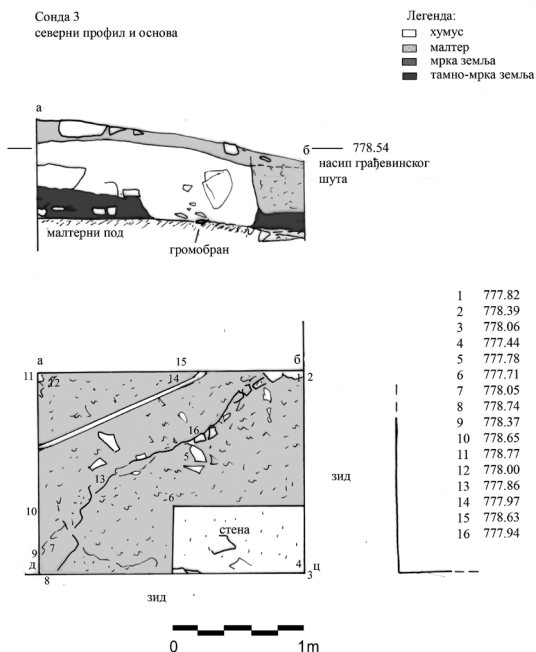 Сонда 3
северни профил и основа
Легенда:
хумус
малтер
мрка земља
тамно-мрка земља
а
б
778.54
насип грађевинског
шута
малтерни под
громобран
1 777.82
2 778.39
3 778.06
4 777.44
5 777.78
6 777.71
7 778.05
8 778.74
9 778.37
10 778.65
11 778.77
12 778.00
13 777.86
14 777.97
15 778.63
16 777.94
а
15
б
11
12
14
1
2
16
5
13
6
10
стена
7
9
д
4
ц
3
8
зид
зид
0
1m